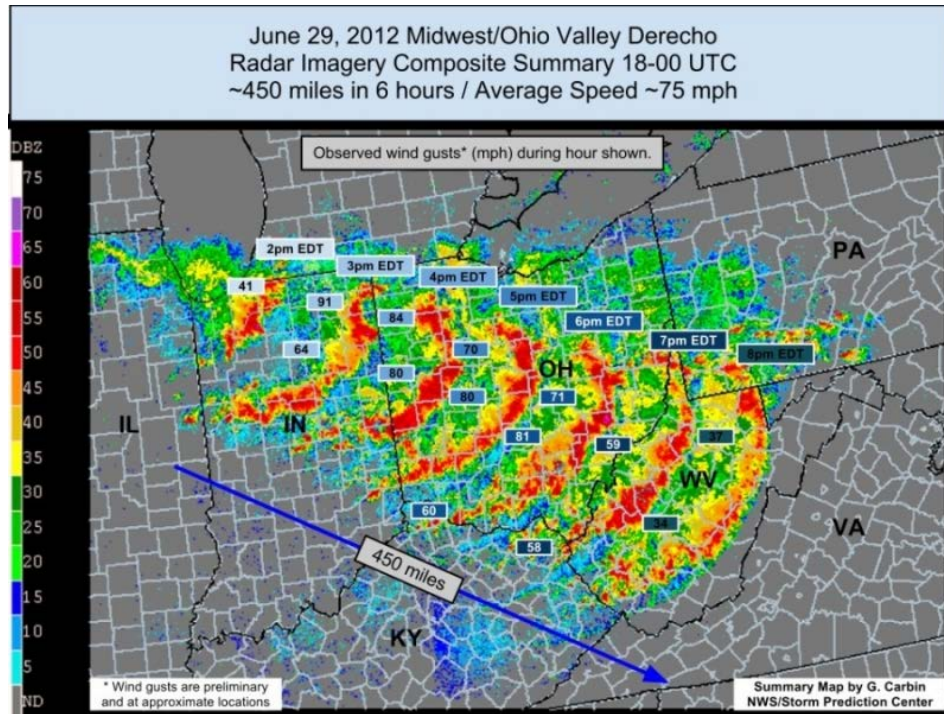 June 29, 2012 Midwest/Ohio Valley Derecho
Radar Imagery Composite Summary 18-00 UTC
~450 miles in 6 hours / Average Speed ~75 mph
Observed wind gusts* (mph) during hour shown.
DBZ
75
70
65
60
55
50
45
40
35
30
25
20
15
10
5
ND
2pm EDT
3pm EDT
4pm EDT
5pm EDT
6pm EDT
7pm EDT
8pm EDT
PA
41
91
84
64
70
80
OH
80
71
IL
IN
81
59
37
WV
60
34
VA
58
450 miles
KY
* Wind gusts are preliminary
and at approximate locations
Summary Map by G. Carbin
NWS/Storm Prediction Center